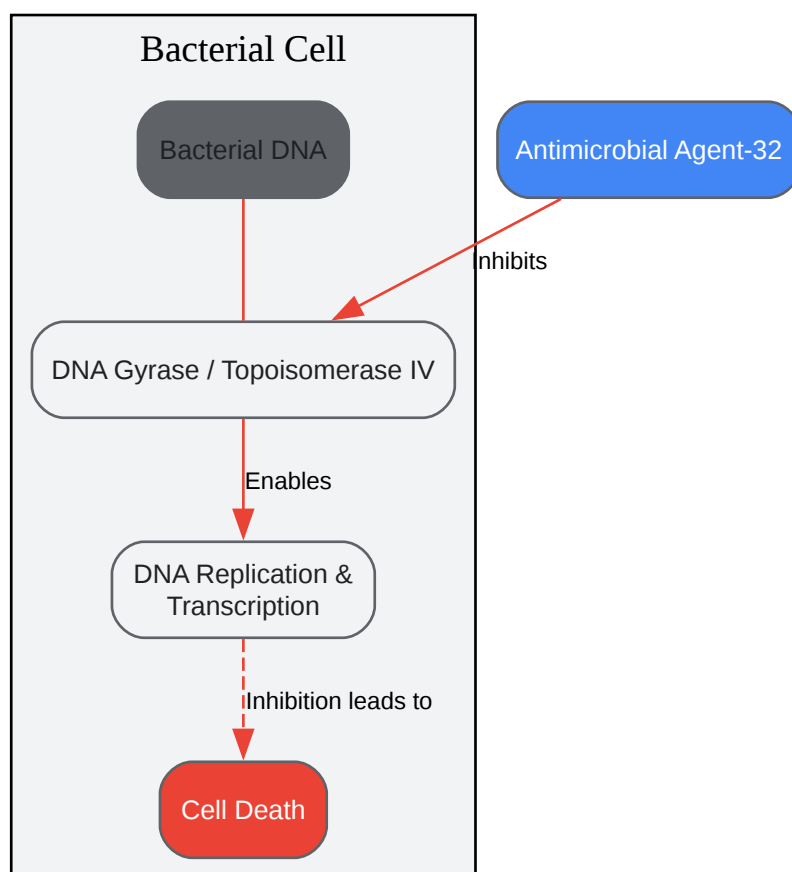 Bacterial Cell
Bacterial DNA
Antimicrobial Agent-32
Inhibits
DNA Gyrase / Topoisomerase IV
Enables
DNA Replication &
Transcription
Inhibition leads to
Cell Death